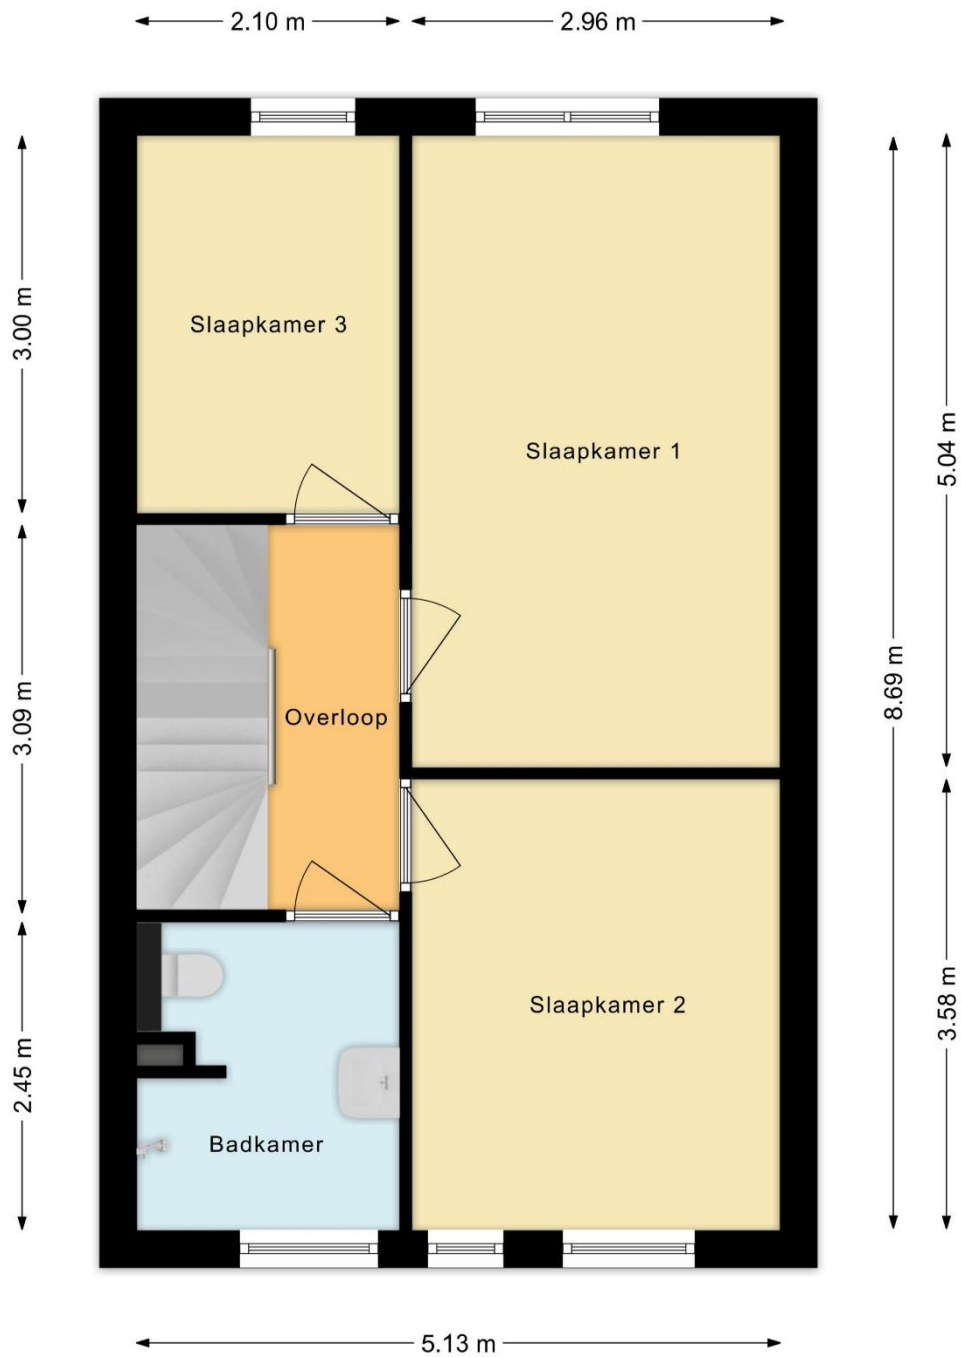 2.10 m
2.96 m
Slaapkamer 3
3.00 m
Slaapkamer 1
5.04 m
8.69 m
3.09 m
Overloop
Slaapkamer 2
3.58 m
2.45 m
Badkamer
5.13 m